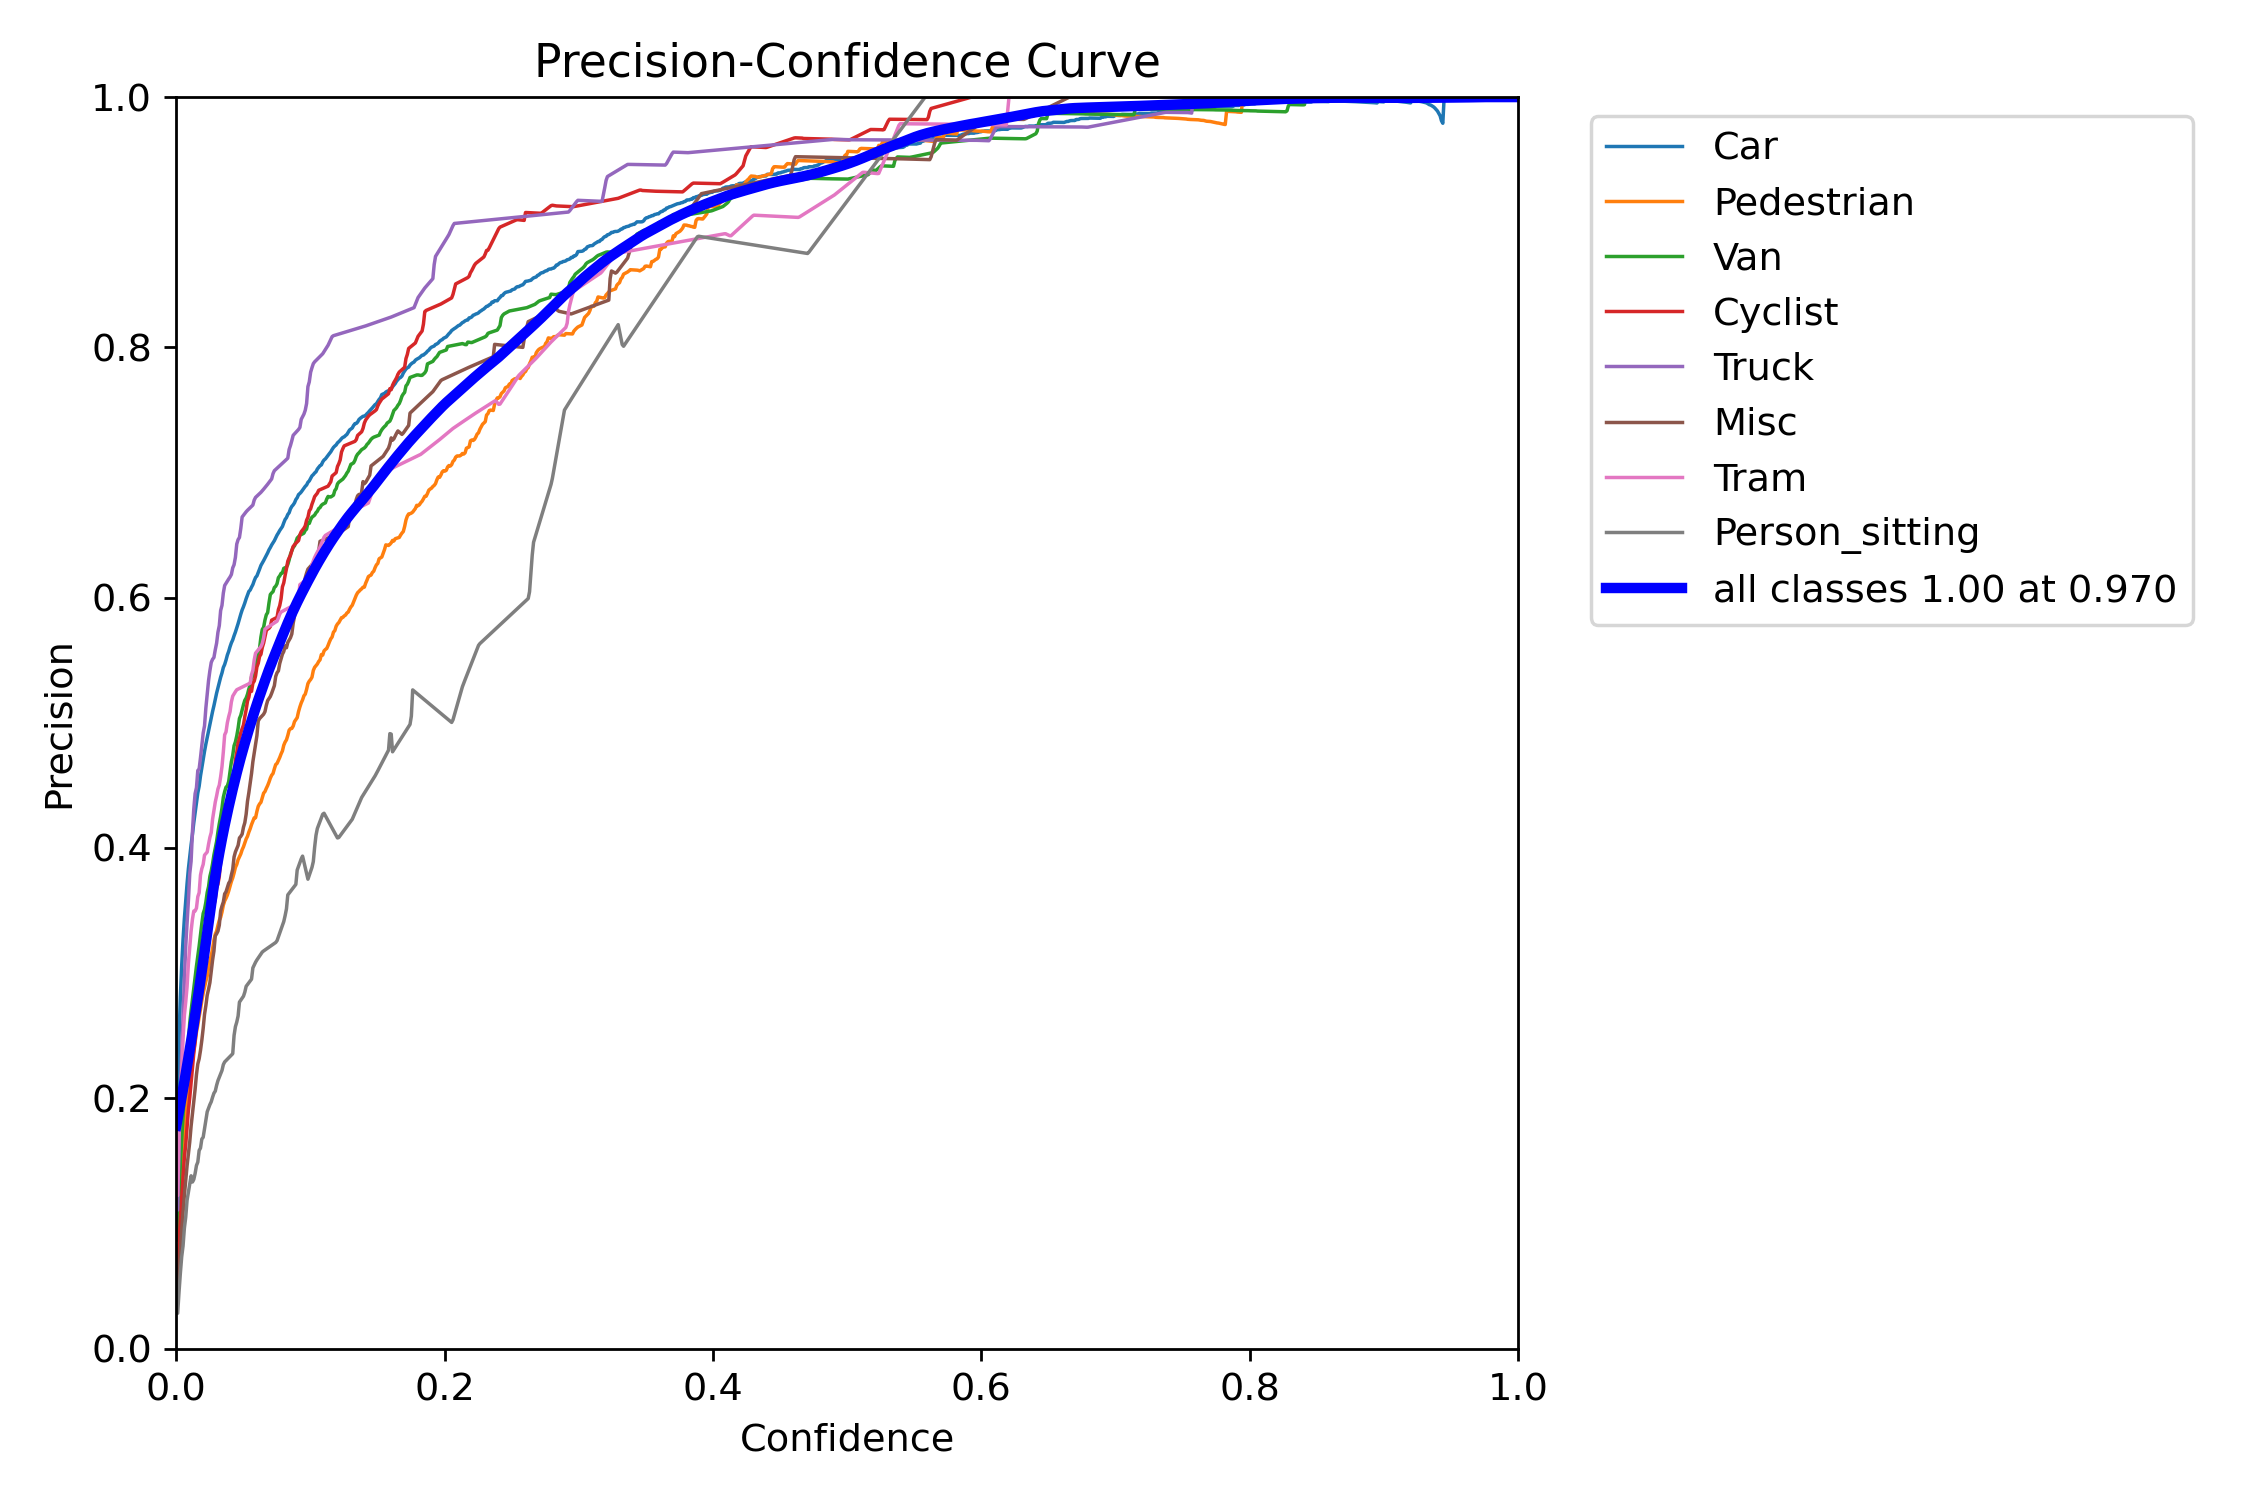 Precision-Confidence Curve
1.0
0.8
0.6
0.4
0.2
0.0
Precision
0.0 0.2 0.4 0.6 0.8 1.0
Confidence
Car
Pedestrian
Van
Cyclist
Truck
Misc
Tram
Person_sitting
all classes 1.00 at 0.970